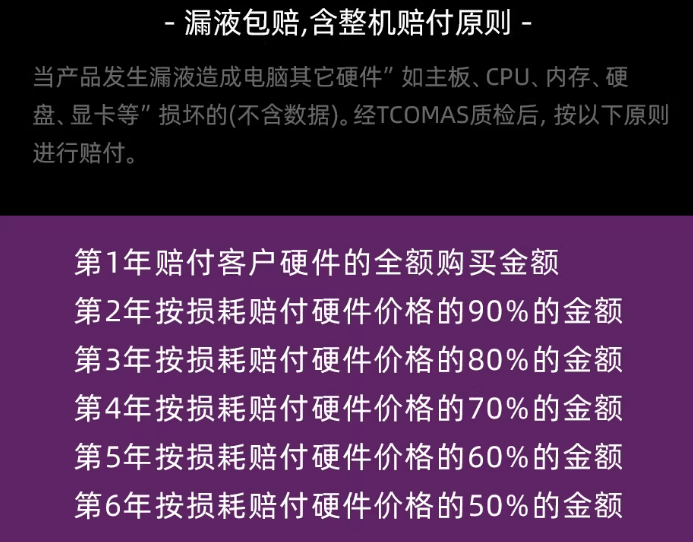 - 漏液包赔,含整机赔付原则 -
当产品发生漏液造成电脑其它硬件”如主板、CPU、内存、硬
盘、显卡等”损坏的(不含数据)。经TCOMAS质检后, 按以下原则
进行赔付。
第1年赔付客户硬件的全额购买金额
第2年按损耗赔付硬件价格的90%的金额
第3年按损耗赔付硬件价格的80%的金额
第4年按损耗赔付硬件价格的70%的金额
第5年按损耗赔付硬件价格的60%的金额
第6年按损耗赔付硬件价格的50%的金额